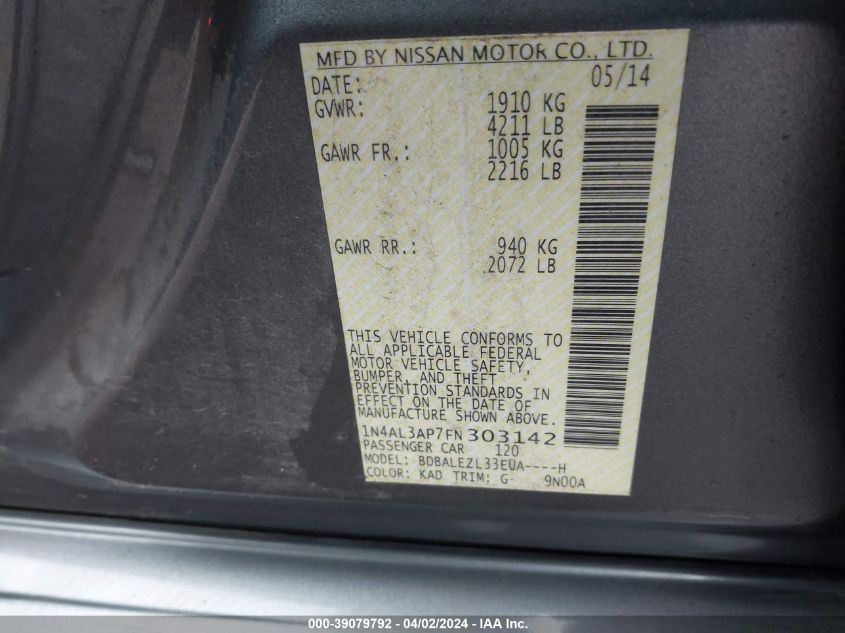 MFD BY NISSAN MOTOR CO., LTD.
DATE: 05/14
GVWR: 1910 KG
4211 LB
GAWR FR.: 1005 KG
2216 LB
GAWR RR.: 940 KG
2072 LB
THIS VEHICLE CONFORMS TO
ALL APPLICABLE FEDERAL
MOTOR VEHICLE SAFETY,
BUMPER, AND THEFT
PREVENTION STANDARDS IN
EFFECT ON THE DATE OF
MANUFACTURE SHOWN ABOVE.
1N4AL3AP7FN303142
PASSENGER CAR 120
MODEL: BDBALEZL33EUA----H
COLOR: KAD TRIM: G- 9N00A
000-39079792 - 04/02/2024 - IAA Inc.